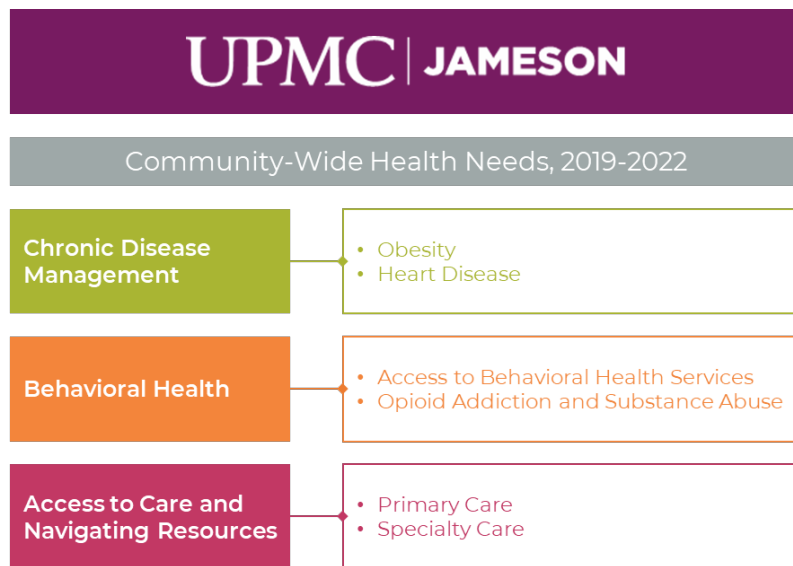 UPMC | JAMESON
Community-Wide Health Needs, 2019-2022
Chronic Disease
Management
• Obesity
• Heart Disease
Behavioral Health
• Access to Behavioral Health Services
• Opioid Addiction and Substance Abuse
Access to Care and
Navigating Resources
• Primary Care
• Specialty Care